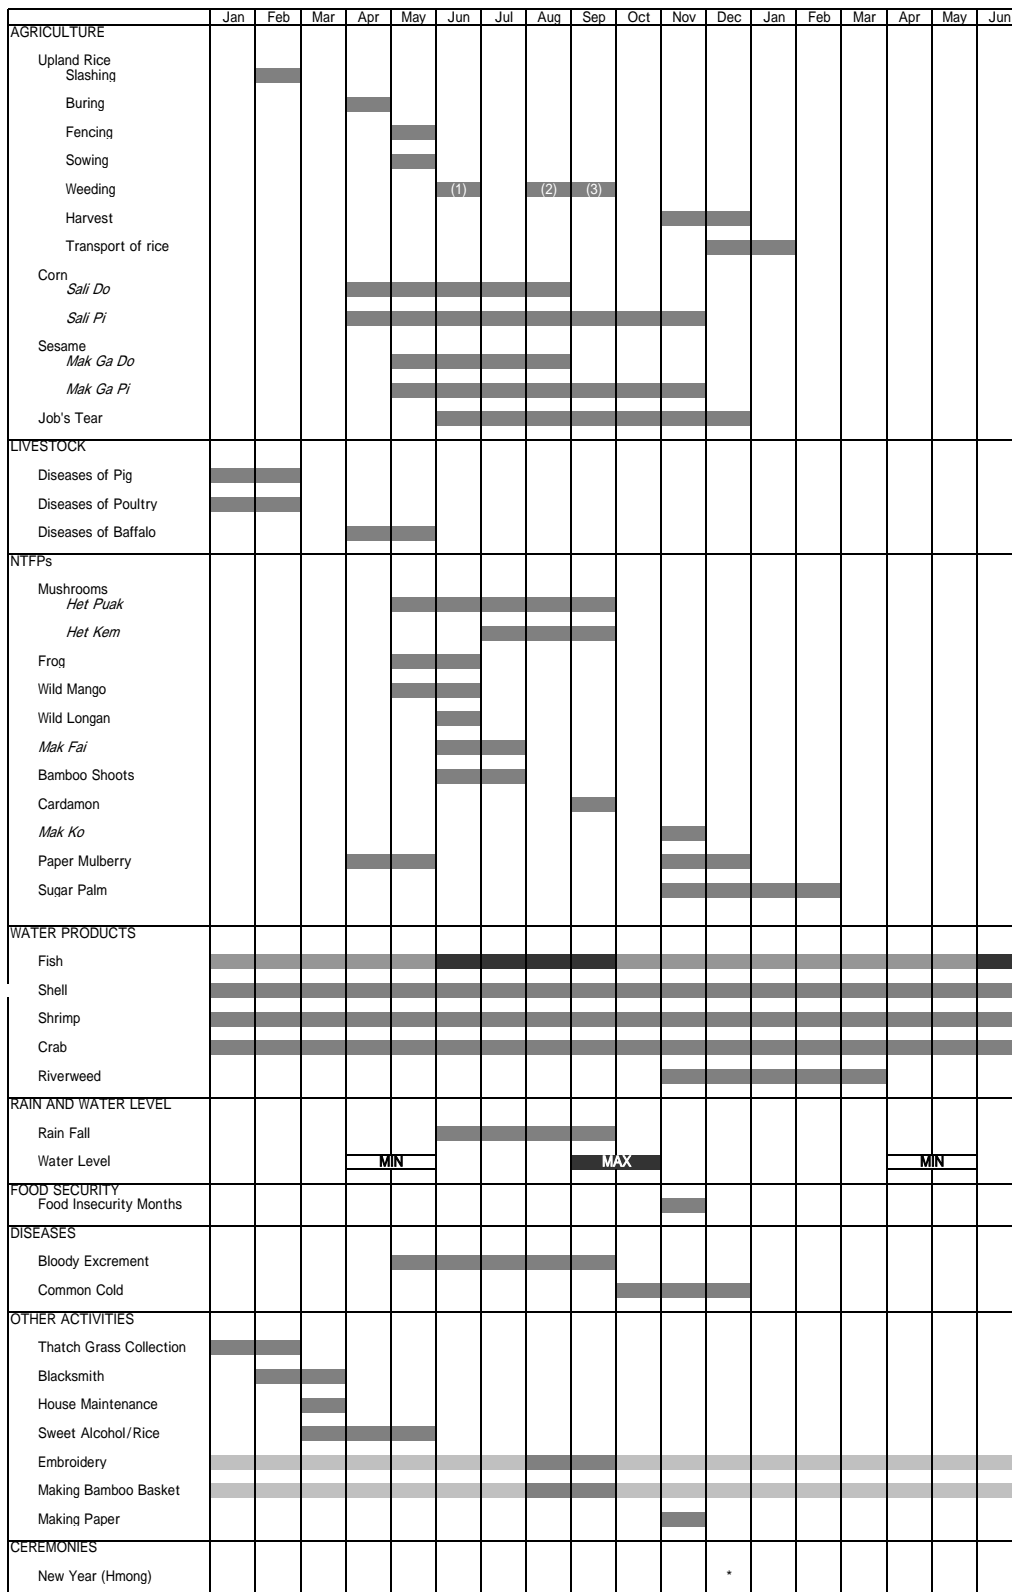 Jan Feb Mar Apr May Jun Jul Aug Sep Oct Nov Dec Jan Feb Mar Apr May Jun
AGRICULTURE
Upland Rice
Slashing
Buring
Fencing
Sowing
Weeding (1) (2) (3)
Harvest
Transport of rice
Corn
Sali Do
Sali Pi
Sesame
Mak Ga Do
Mak Ga Pi
Job's Tear
LIVESTOCK
Diseases of Pig
Diseases of Poultry
Diseases of Baffalo
NTFPs
Mushrooms
Het Puak
Het Kem
Frog
Wild Mango
Wild Longan
Mak Fai
Bamboo Shoots
Cardamon
Mak Ko
Paper Mulberry
Sugar Palm
WATER PRODUCTS
Fish
Shell
Shrimp
Crab
Riverweed
RAIN AND WATER LEVEL
Rain Fall
Water Level MIN MAX MIN
FOOD SECURITY
Food Insecurity Months
DISEASES
Bloody Excrement
Common Cold
OTHER ACTIVITIES
Thatch Grass Collection
Blacksmith
House Maintenance
Sweet Alcohol/Rice
Embroidery
Making Bamboo Basket
Making Paper
CEREMONIES
New Year (Hmong) *